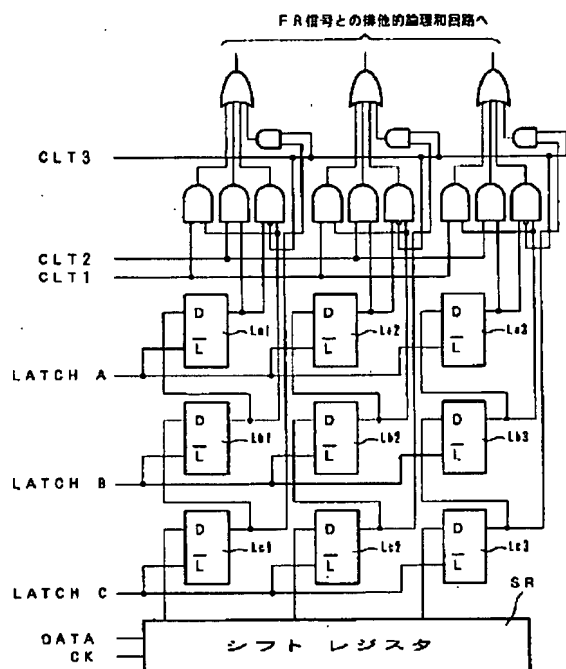 FR信号との排他的論理和回路へ
CLT3
CLT2
CLT1
D
L
La1
D
L
La2
D
L
La3
LATCH A
D
L
Lb1
D
L
Lb2
D
L
Lb3
LATCH B
D
L
Lc1
D
L
Lc2
D
L
Lc3
LATCH C
SR
DATA
CK
シフト レジスタ